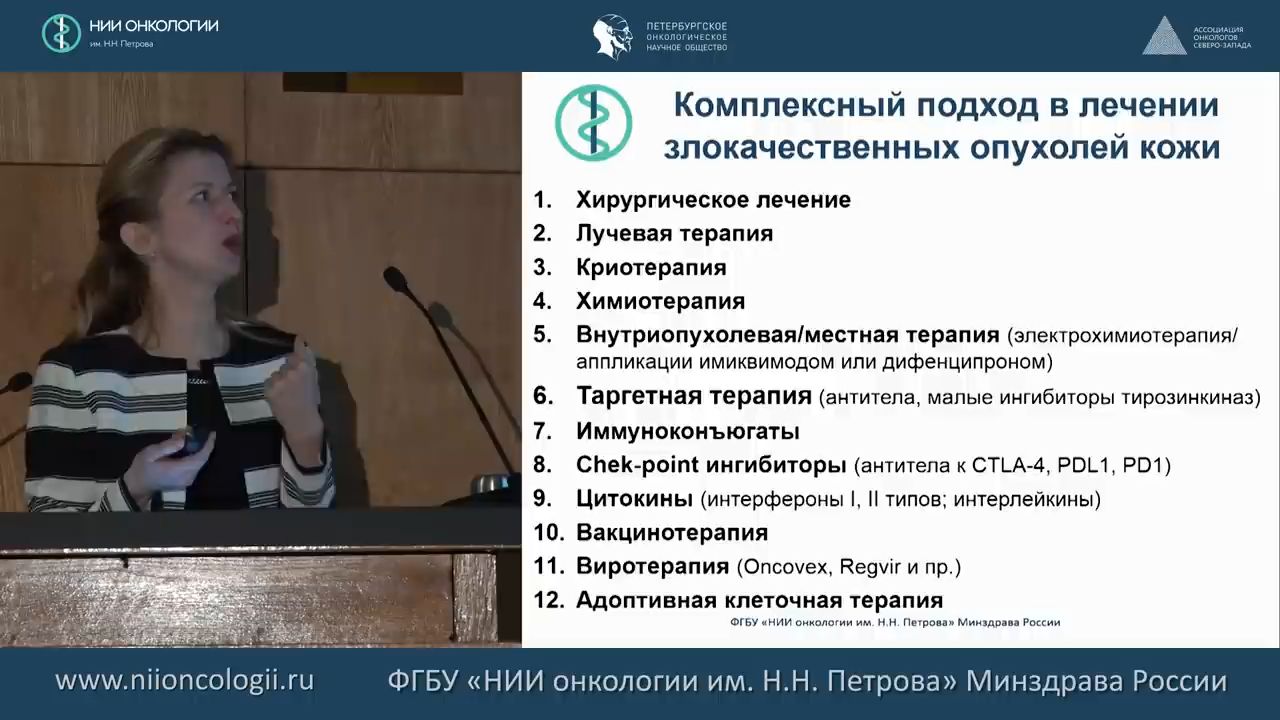 НИИ ОНКОЛОГИИ
им. Н.Н. Петрова
ПЕТЕРБУРГСКОЕ
ОНКОЛОГИЧЕСКОЕ
НАУЧНОЕ ОБЩЕСТВО
АССОЦИАЦИЯ
ОНКОЛОГОВ
СЕВЕРО-ЗАПАДА
Комплексный подход в лечении
злокачественных опухолей кожи
1. Хирургическое лечение
2. Лучевая терапия
3. Криотерапия
4. Химиотерапия
5. Внутриопухолевая/местная терапия (электрохимиотерапия/
аппликации имиквимодом или дифенципроном)
6. Таргетная терапия (антитела, малые ингибиторы тирозинкиназ)
7. Иммуноконъюгаты
8. Chek-point ингибиторы (антитела к CTLA-4, PDL1, PD1)
9. Цитокины (интерфероны I, II типов; интерлейкины)
10. Вакцинотерапия
11. Виротерапия (Oncovex, Regvir и пр.)
12. Адоптивная клеточная терапия
ФГБУ «НИИ онкологии им. Н.Н. Петрова» Минздрава России
www.niioncologii.ru
ФГБУ «НИИ онкологии им. Н.Н. Петрова» Минздрава России